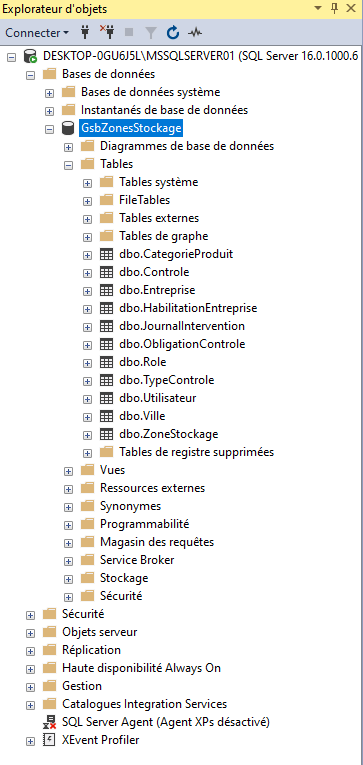 Explorateur d'objets
Connecter
DESKTOP-0GU6J5L\MSSQLSERVER01 (SQL Server 16.0.1000.6
Bases de données
Bases de données système
Instantanés de base de données
GsbZonesStockage
Diagrammes de base de données
Tables
Tables système
FileTables
Tables externes
Tables de graphe
dbo.CategorieProduit
dbo.Controle
dbo.Entreprise
dbo.HabilitationEntreprise
dbo.JournalIntervention
dbo.ObligationControle
dbo.Role
dbo.TypeControle
dbo.Utilisateur
dbo.Ville
dbo.ZoneStockage
Tables de registre supprimées
Vues
Ressources externes
Synonymes
Programmabilité
Magasin des requêtes
Service Broker
Stockage
Sécurité
Sécurité
Objets serveur
Réplication
Haute disponibilité Always On
Gestion
Catalogues Integration Services
SQL Server Agent (Agent XPs désactivé)
XEvent Profiler